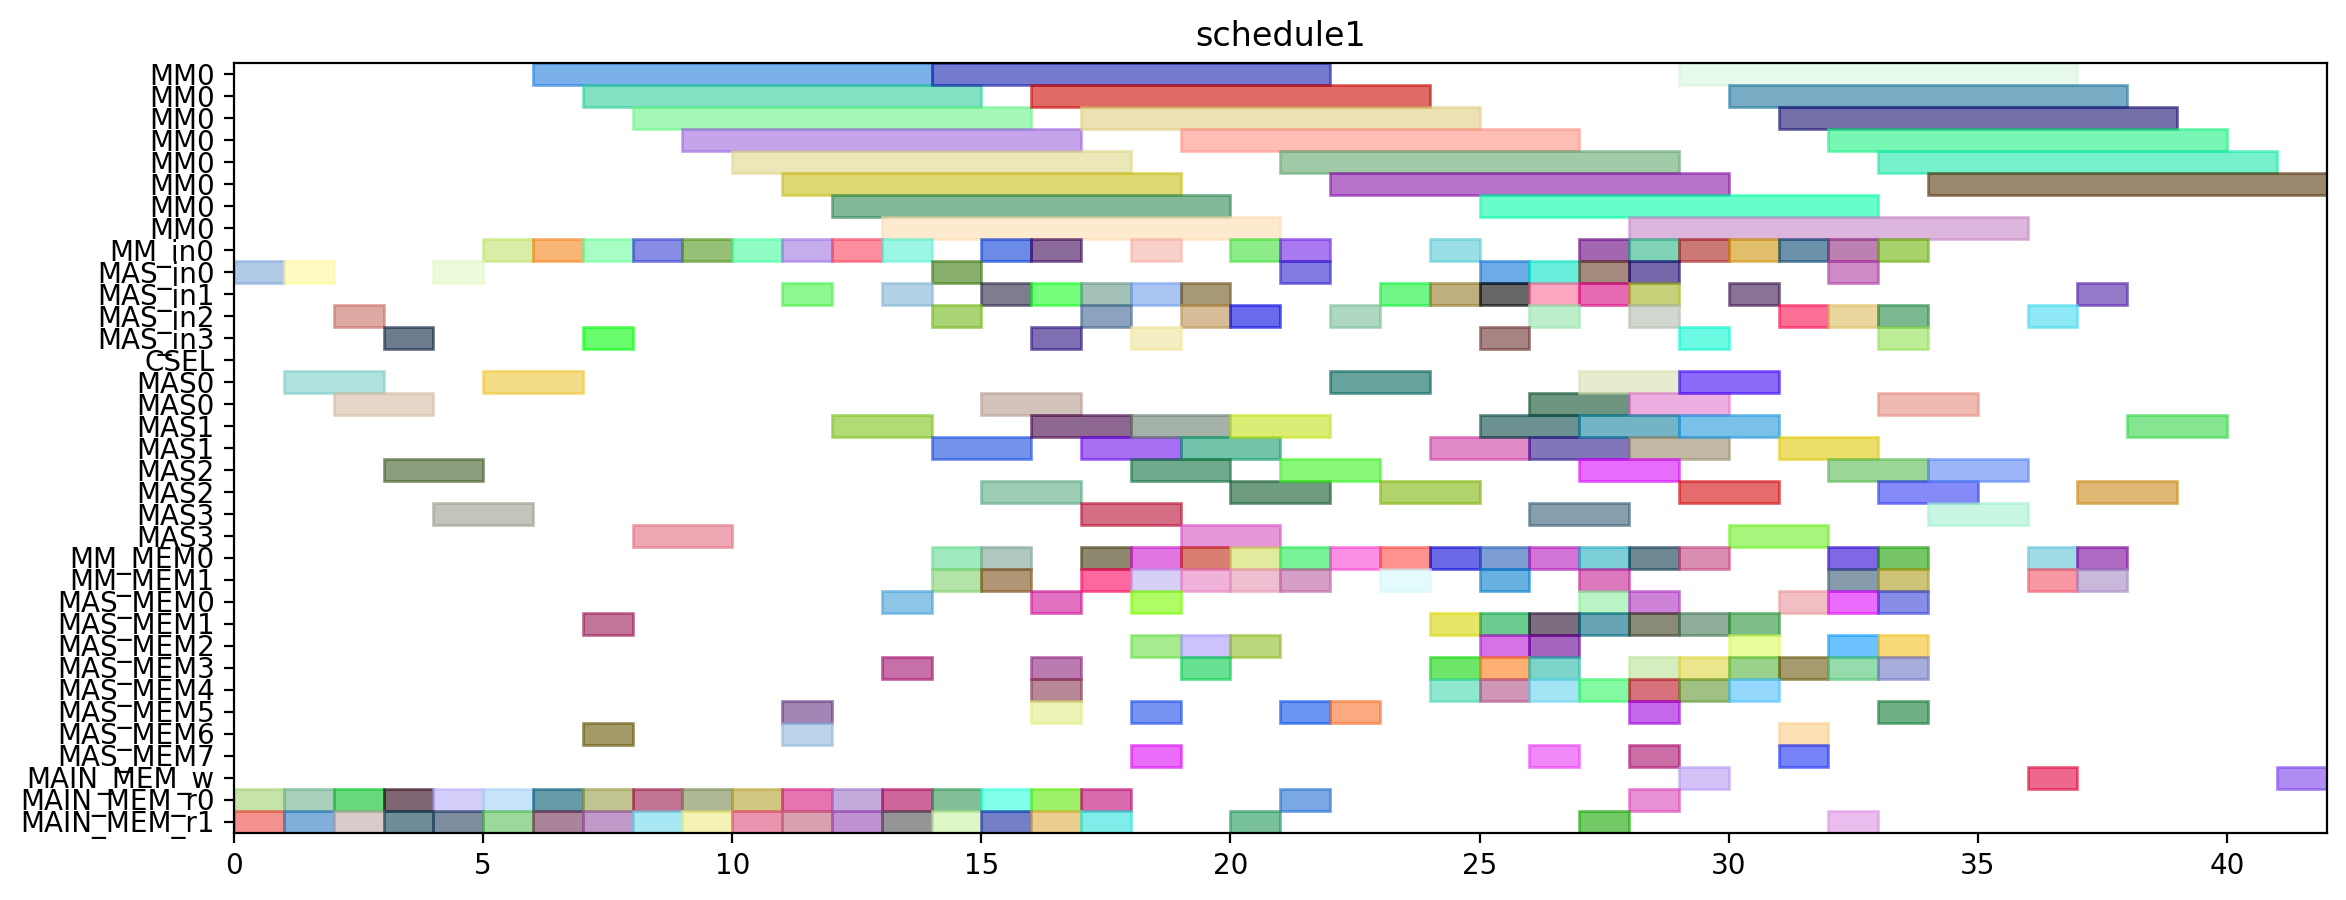 schedule1
MM0
MM0
MM0
MM0
MM0
MM0
MM0
MM0
MM_in0
MAS_in0
MAS_in1
MAS_in2
MAS_in3
CSEL
MAS0
MAS0
MAS1
MAS1
MAS2
MAS2
MAS3
MAS3
MM_MEM0
MM_MEM1
MAS_MEM0
MAS_MEM1
MAS_MEM2
MAS_MEM3
MAS_MEM4
MAS_MEM5
MAS_MEM6
MAS_MEM7
MAIN_MEM_w
MAIN_MEM_r0
MAIN_MEM_r1
0 5 10 15 20 25 30 35 40